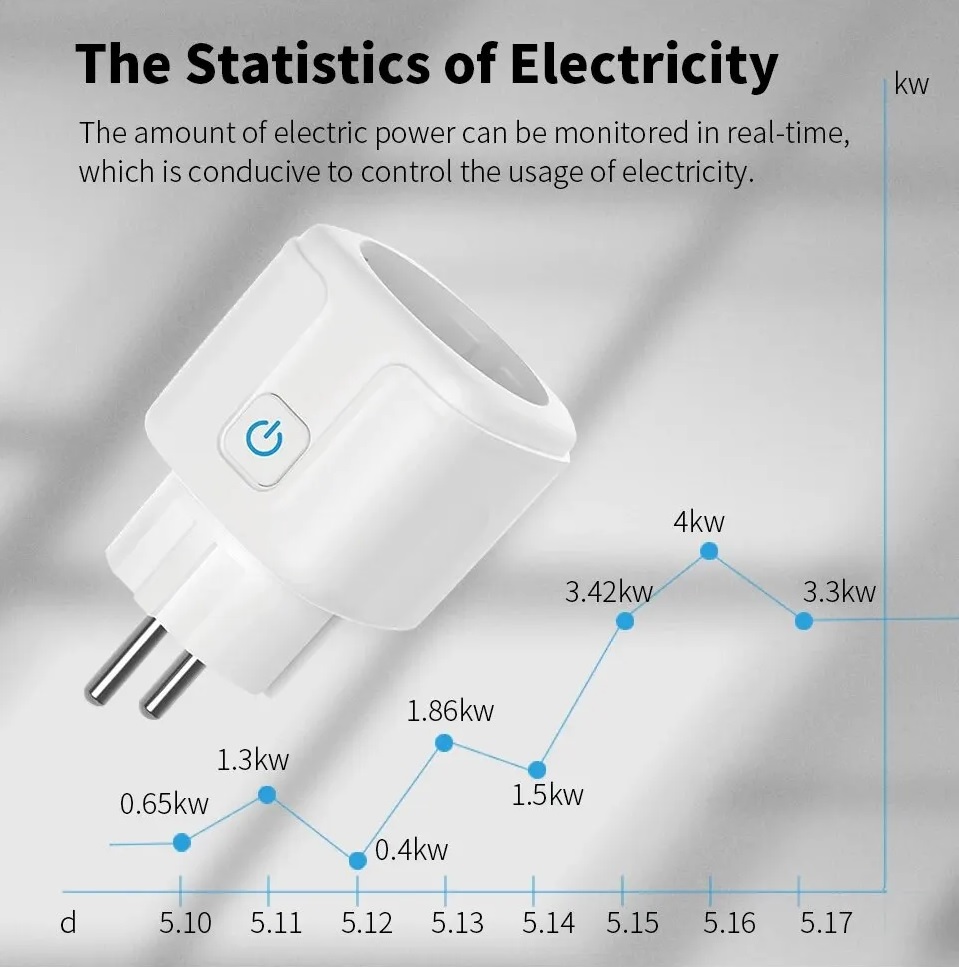 The Statistics of Electricity
kw
The amount of electric power can be monitored in real-time,
which is conducive to control the usage of electricity.
4kw
3.42kw
3.3kw
1.86kw
1.3kw
1.5kw
0.65kw
0.4kw
d 5.10 5.11 5.12 5.13 5.14 5.15 5.16 5.17